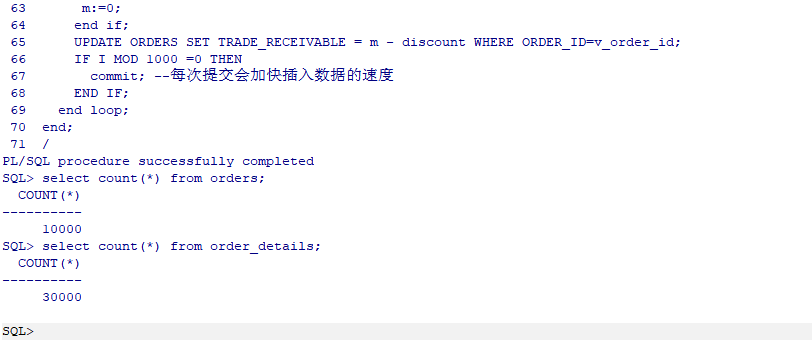 63       m:=0;
64      end if;
65      UPDATE ORDERS SET TRADE_RECEIVABLE = m - discount WHERE ORDER_ID=v_order_id;
66      IF I MOD 1000 =0 THEN
67        commit; --每次提交会加快插入数据的速度
68      END IF;
69    end loop;
70  end;
71  /
PL/SQL procedure successfully completed
SQL> select count(*) from orders;
  COUNT(*)
----------
     10000
SQL> select count(*) from order_details;
  COUNT(*)
----------
     30000
SQL>